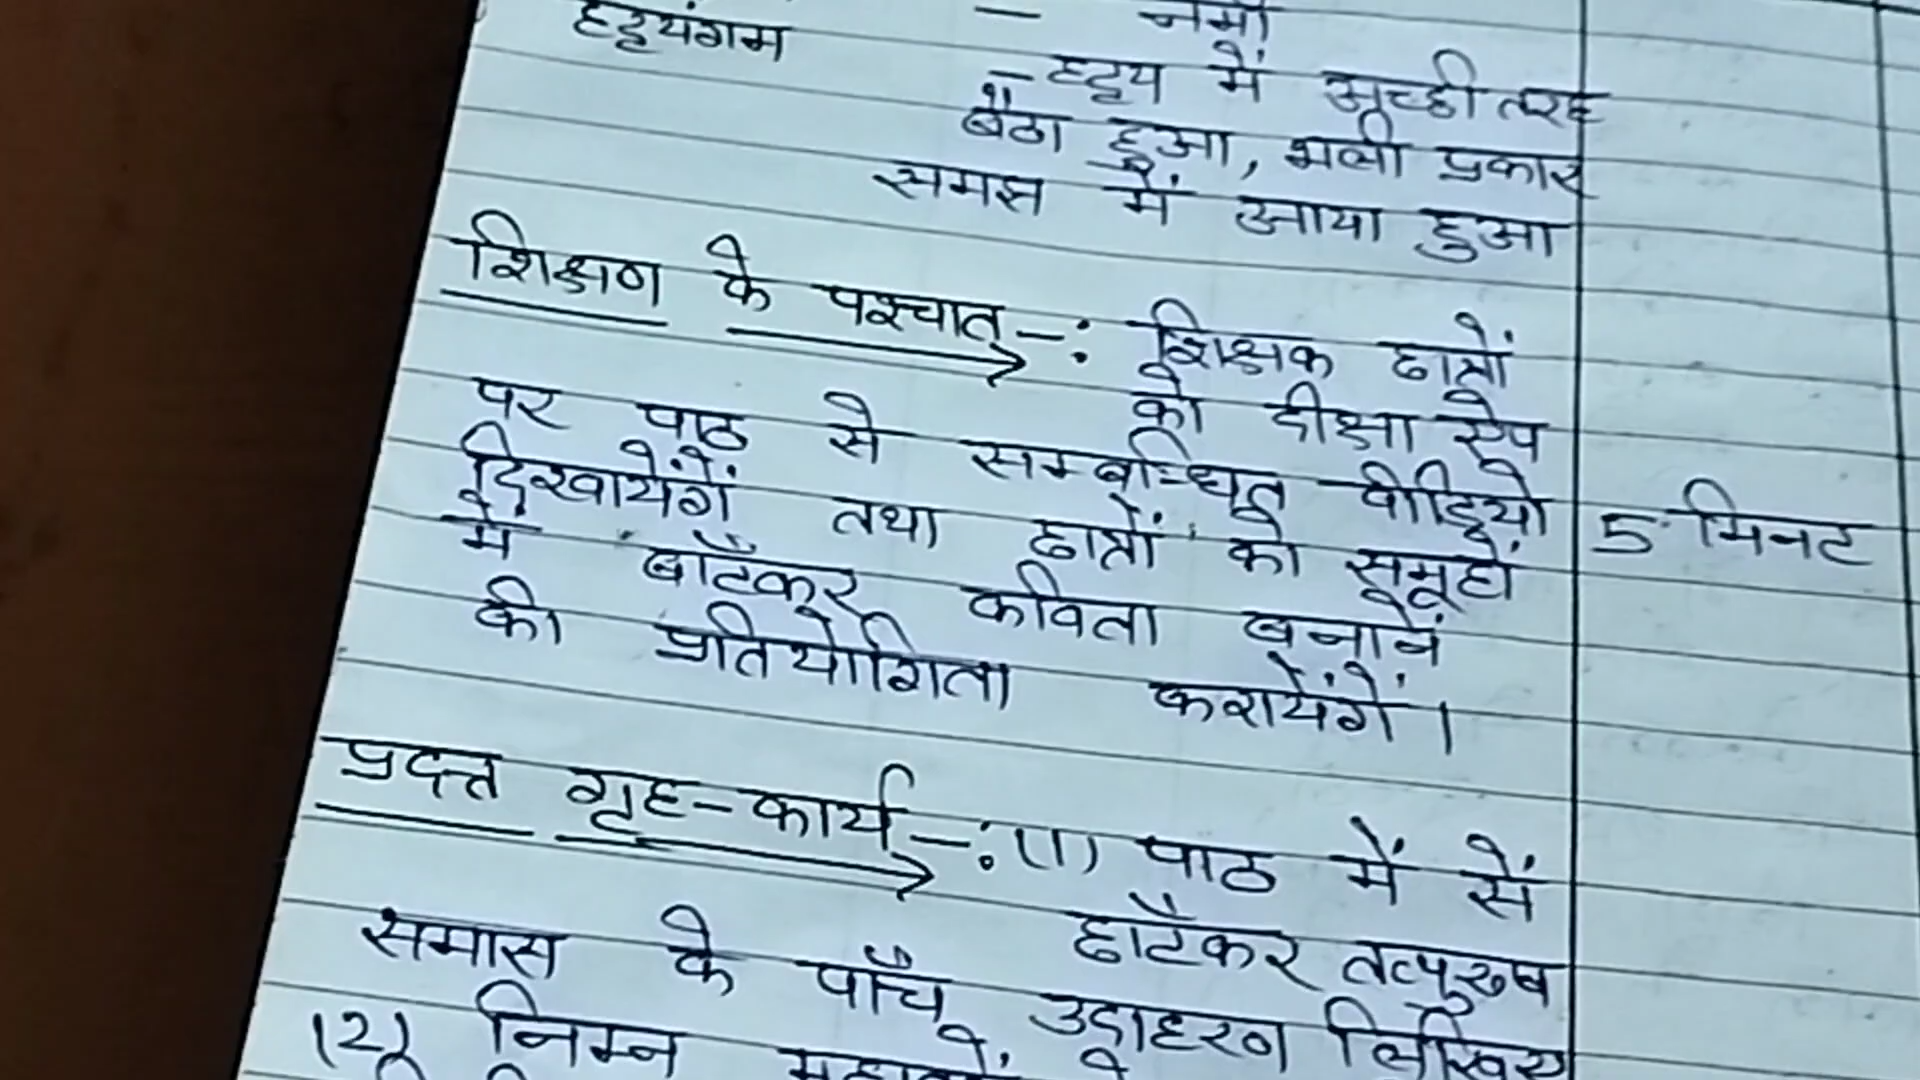 — नमी
हृदयंगम
– हृदय में अच्छी तरह
बैठा हुआ, भली प्रकार
समझ में आया हुआ
शिक्षण के पश्चात् –: शिक्षक छात्रों
को दीक्षा ऐप
पर पाठ से सम्बन्धित वीडियो
दिखायेंगें तथा छात्रों को समूहों 5 मिनट
में बाँटकर कविता बनानें
की प्रतियोगिता करायेंगें।
प्रदत्त गृह-कार्य –: (1) पाठ में सें
छाँटकर तत्पुरुष
समास के पाँच उदाहरण लिखिए
(2) निम्न